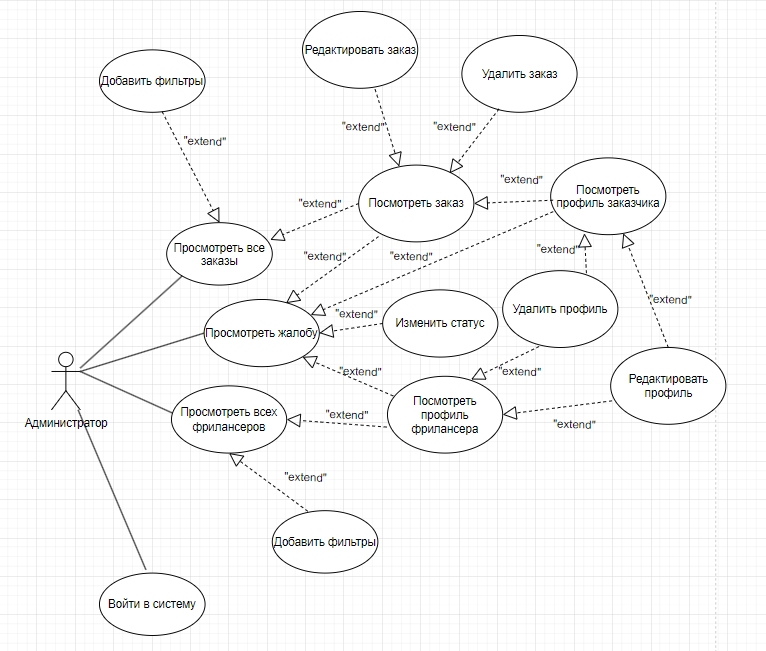 Редактировать заказ
Добавить фильтры
Удалить заказ
"extend"
"extend"
"extend"
"extend"
Посмотреть
профиль заказчика
"extend"
Посмотреть заказ
Просмотреть все
заказы
"extend"
"extend"
"extend"
"extend"
Удалить профиль
"extend"
Изменить статус
Просмотреть жалобу
"extend"
"extend"
Редактировать
профиль
Посмотреть
профиль
фрилансера
Просмотреть всех
фрилансеров
"extend"
"extend"
Администратор
"extend"
Добавить фильтры
Войти в систему